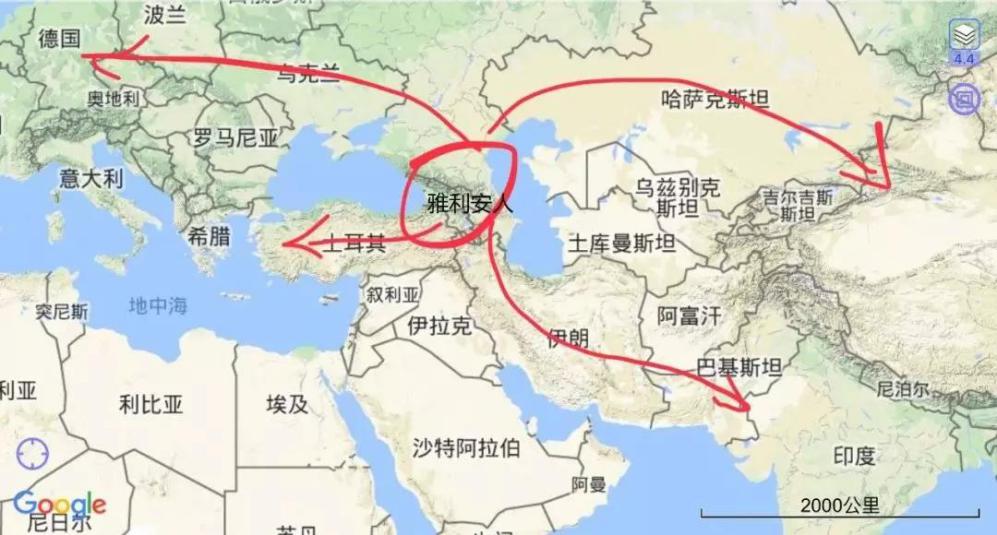 波兰
德国
4.4
乌克兰
奥地利
哈萨克斯坦
罗马尼亚
意大利
乌兹别克
斯坦
吉尔吉斯
斯坦
雅利安人
希腊
土耳其
土库曼斯坦
叙利亚
突尼斯
地中海
伊拉克
伊朗
阿富汗
巴基斯坦
尼泊尔
利亚
利比亚
埃及
沙特阿拉伯
印度
阿曼
Google
2000公里
尼日尔